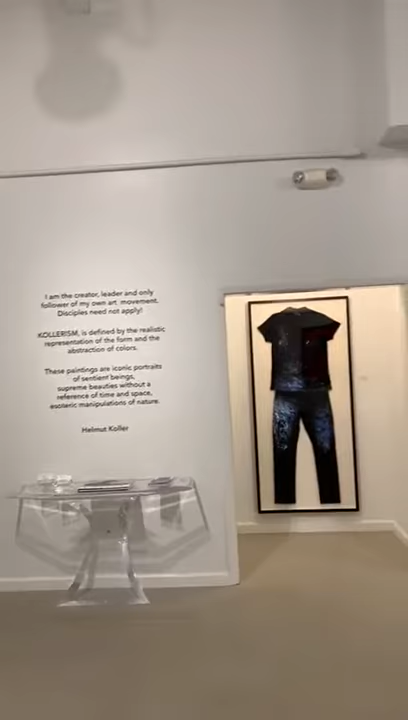 I am the creator, leader and only
follower of my own art movement.
Disciples need not apply!
KOLLERISM, is defined by the realistic
representation of the form and the
abstraction of colors.
These paintings are iconic portraits
of sentient beings,
supreme beauties without a
reference of time and space,
esoteric manipulations of nature.
Helmut Koller